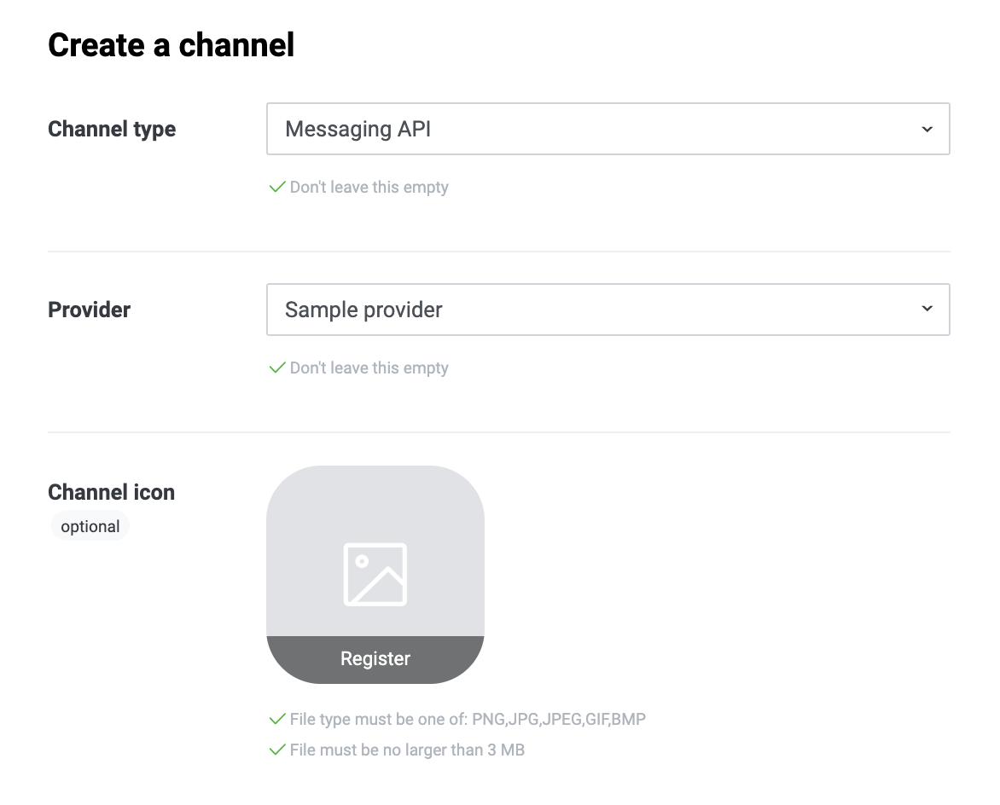 Create a channel
Channel type
Messaging API
Don't leave this empty
Provider
Sample provider
Don't leave this empty
Channel icon
optional
Register
File type must be one of: PNG,JPG,JPEG,GIF,BMP
File must be no larger than 3 MB